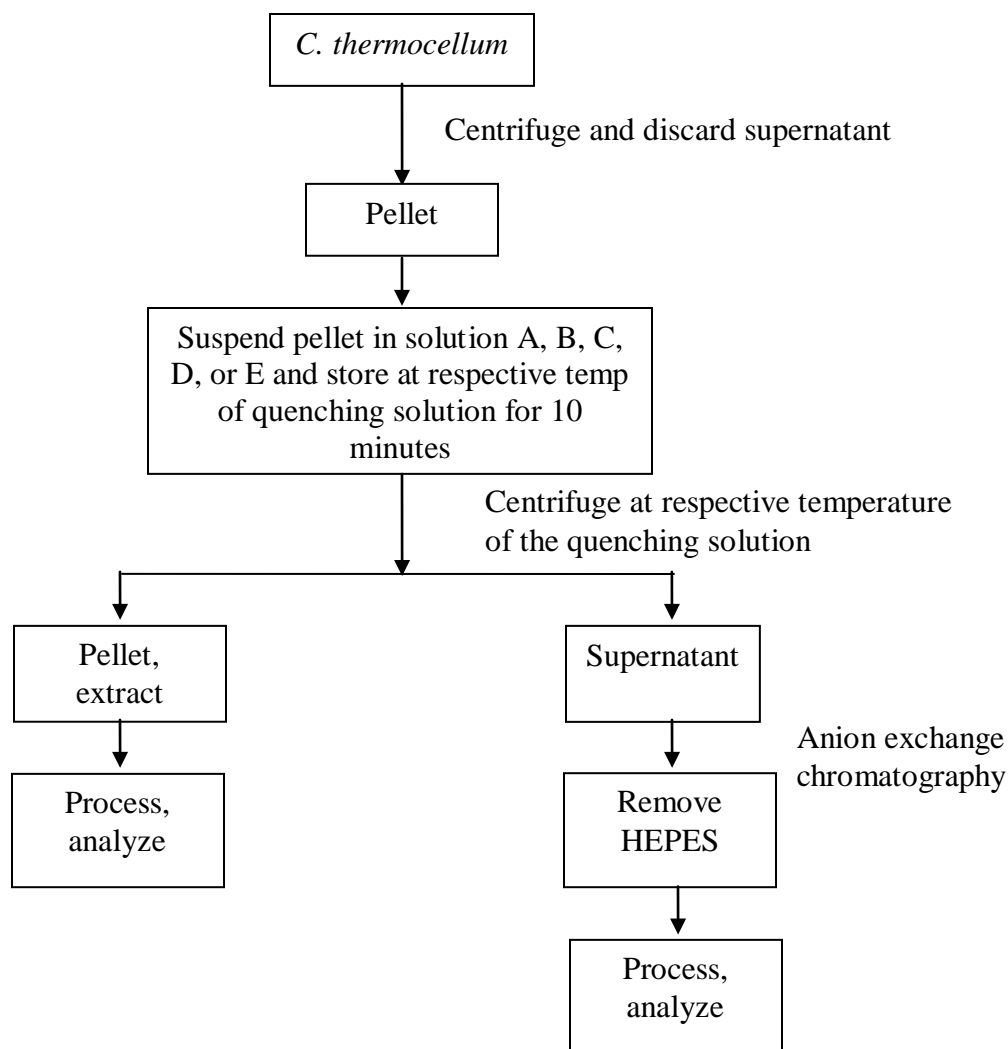 C. thermocellum
Centrifuge and discard supernatant
Pellet
Suspend pellet in solution A, B, C,
D, or E and store at respective temp
of quenching solution for 10
minutes
Centrifuge at respective temperature
of the quenching solution
Pellet,
extract
Supernatant
Anion exchange
chromatography
Process,
analyze
Remove
HEPES
Process,
analyze